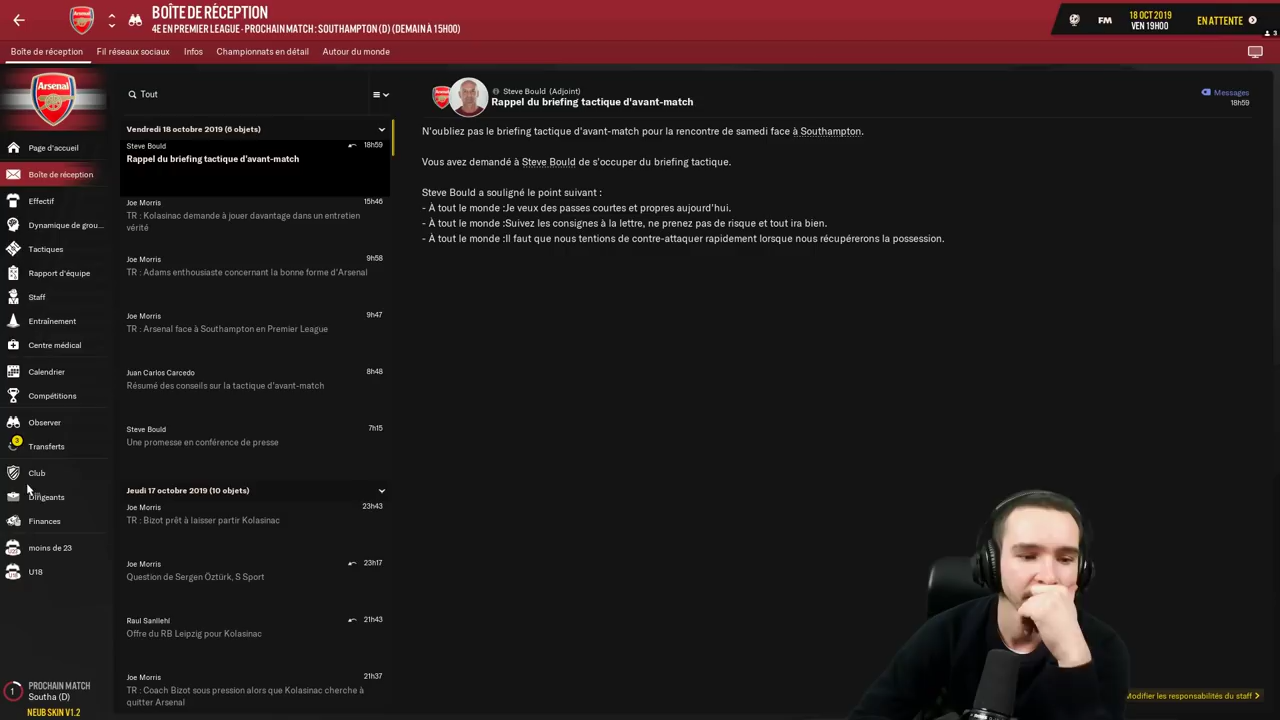 BOÎTE DE RÉCEPTION
4E EN PREMIER LEAGUE · PROCHAIN MATCH : SOUTHAMPTON (D) (DEMAIN À 15H00)
FM
18 OCT 2019
VEN 19H00
EN ATTENTE
3
Boîte de réception
Fil réseaux sociaux
Infos
Championnats en détail
Autour du monde
Arsenal
Page d'accueil
Boîte de réception
Effectif
Dynamique de grou...
Tactiques
Rapport d'équipe
Staff
Entraînement
Centre médical
Calendrier
Compétitions
Observer
3
Transferts
Club
Dirigeants
Finances
moins de 23
U18
1
PROCHAIN MATCH
Southa (D)
NEUB SKIN V1.2
Tout
Vendredi 18 octobre 2019 (6 objets)
Steve Bould 18h59
Rappel du briefing tactique d'avant-match
Joe Morris 15h46
TR : Kolasinac demande à jouer davantage dans un entretien
vérité
Joe Morris 9h58
TR : Adams enthousiaste concernant la bonne forme d'Arsenal
Joe Morris 9h47
TR : Arsenal face à Southampton en Premier League
Juan Carlos Carcedo 8h48
Résumé des conseils sur la tactique d'avant-match
Steve Bould 7h15
Une promesse en conférence de presse
Jeudi 17 octobre 2019 (10 objets)
Joe Morris 23h43
TR : Bizot prêt à laisser partir Kolasinac
Joe Morris 23h17
Question de Sergen Öztürk, S Sport
Raul Sanllehí 21h43
Offre du RB Leipzig pour Kolasinac
Joe Morris 21h37
TR : Coach Bizot sous pression alors que Kolasinac cherche à
quitter Arsenal
Steve Bould (Adjoint)
Rappel du briefing tactique d'avant-match
Messages
18h59
N'oubliez pas le briefing tactique d'avant-match pour la rencontre de samedi face à Southampton.
Vous avez demandé à Steve Bould de s'occuper du briefing tactique.
Steve Bould a souligné le point suivant :
- À tout le monde :Je veux des passes courtes et propres aujourd'hui.
- À tout le monde :Suivez les consignes à la lettre, ne prenez pas de risque et tout ira bien.
- À tout le monde :Il faut que nous tentions de contre-attaquer rapidement lorsque nous récupérerons la possession.
Modifier les responsabilités du staff